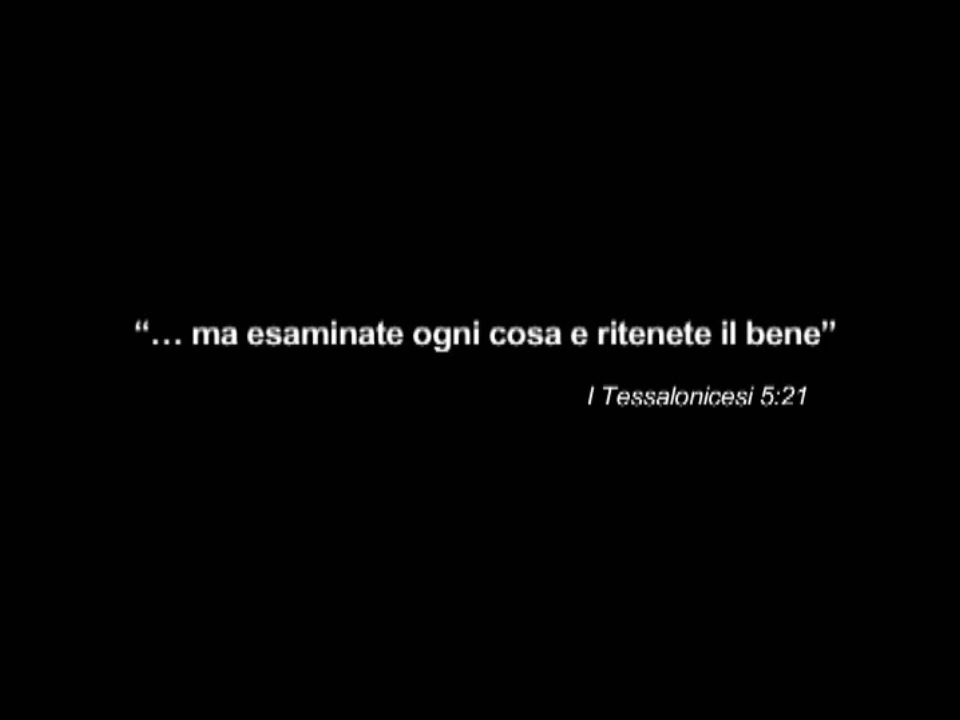 “... ma esaminate ogni cosa e ritenete il bene”
I Tessalonicesi 5:21